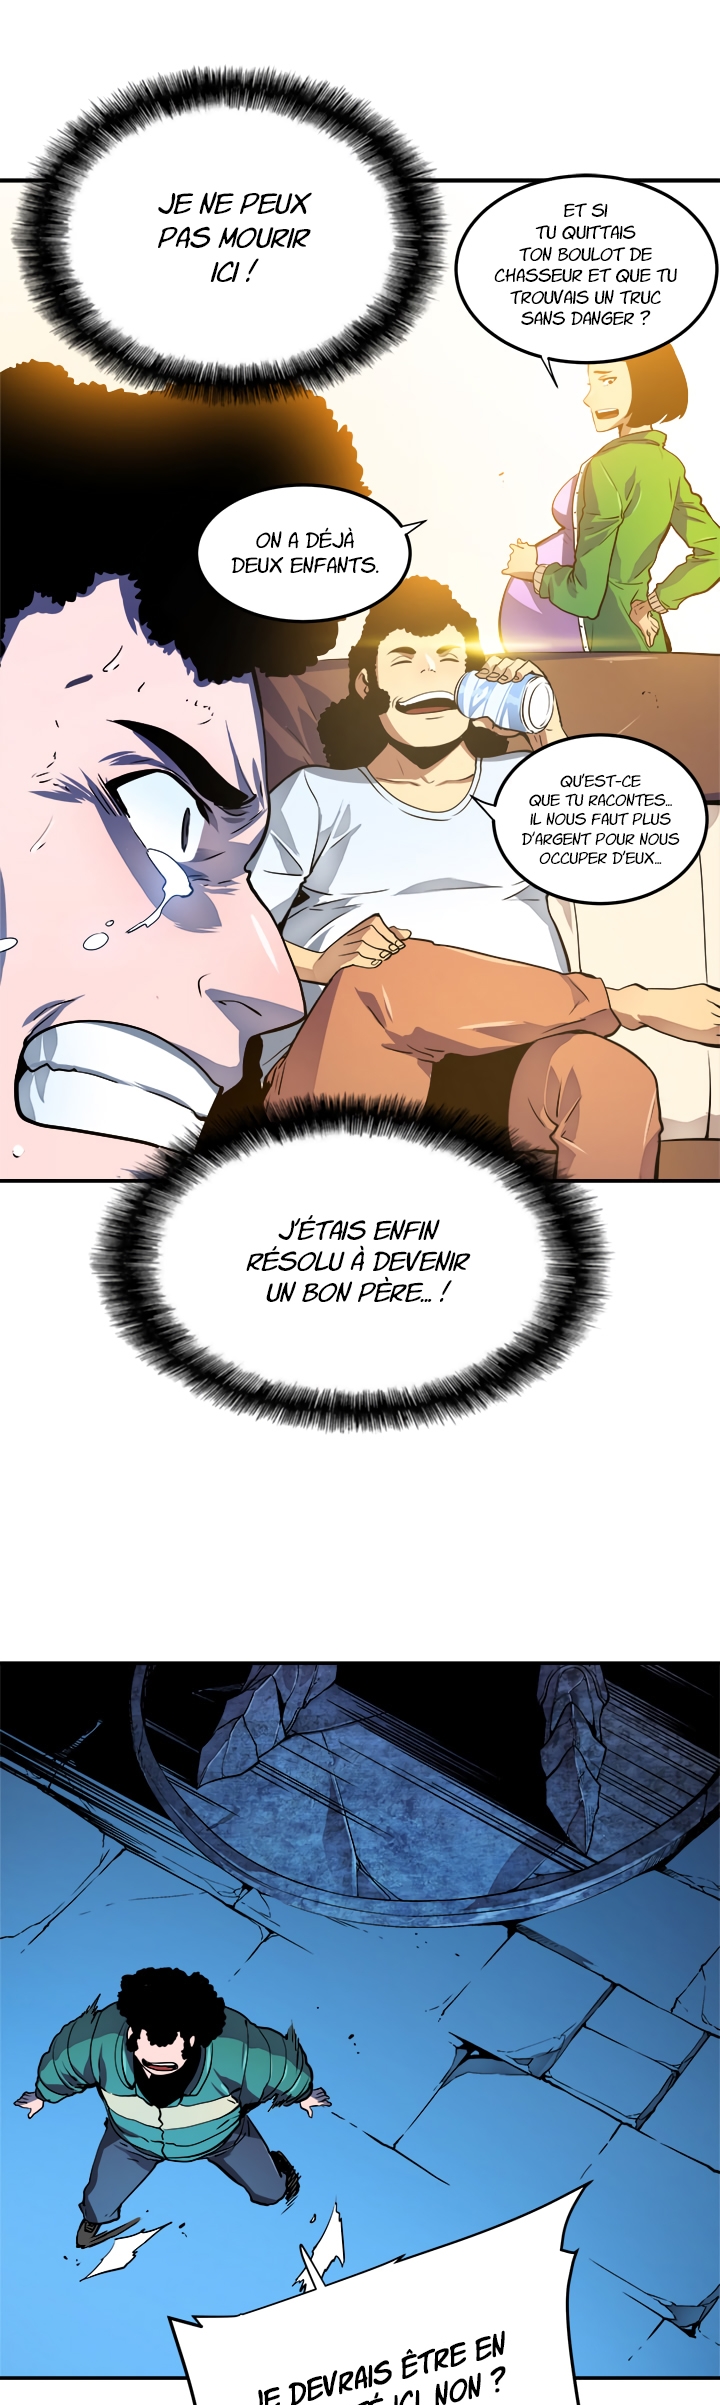 JE NE PEUX
PAS MOURIR
ICI !
ET SI
TU QUITTAIS
TON BOULOT DE
CHASSEUR ET QUE TU
TROUVAIS UN TRUC
SANS DANGER ?
ON A DÉJÀ
DEUX ENFANTS.
QU'EST-CE
QUE TU RACONTES...
IL NOUS FAUT PLUS
D'ARGENT POUR NOUS
OCCUPER D'EUX...
J'ÉTAIS ENFIN
RÉSOLU À DEVENIR
UN BON PÈRE... !
JE DEVRAIS ÊTRE EN
ICI, NON ?